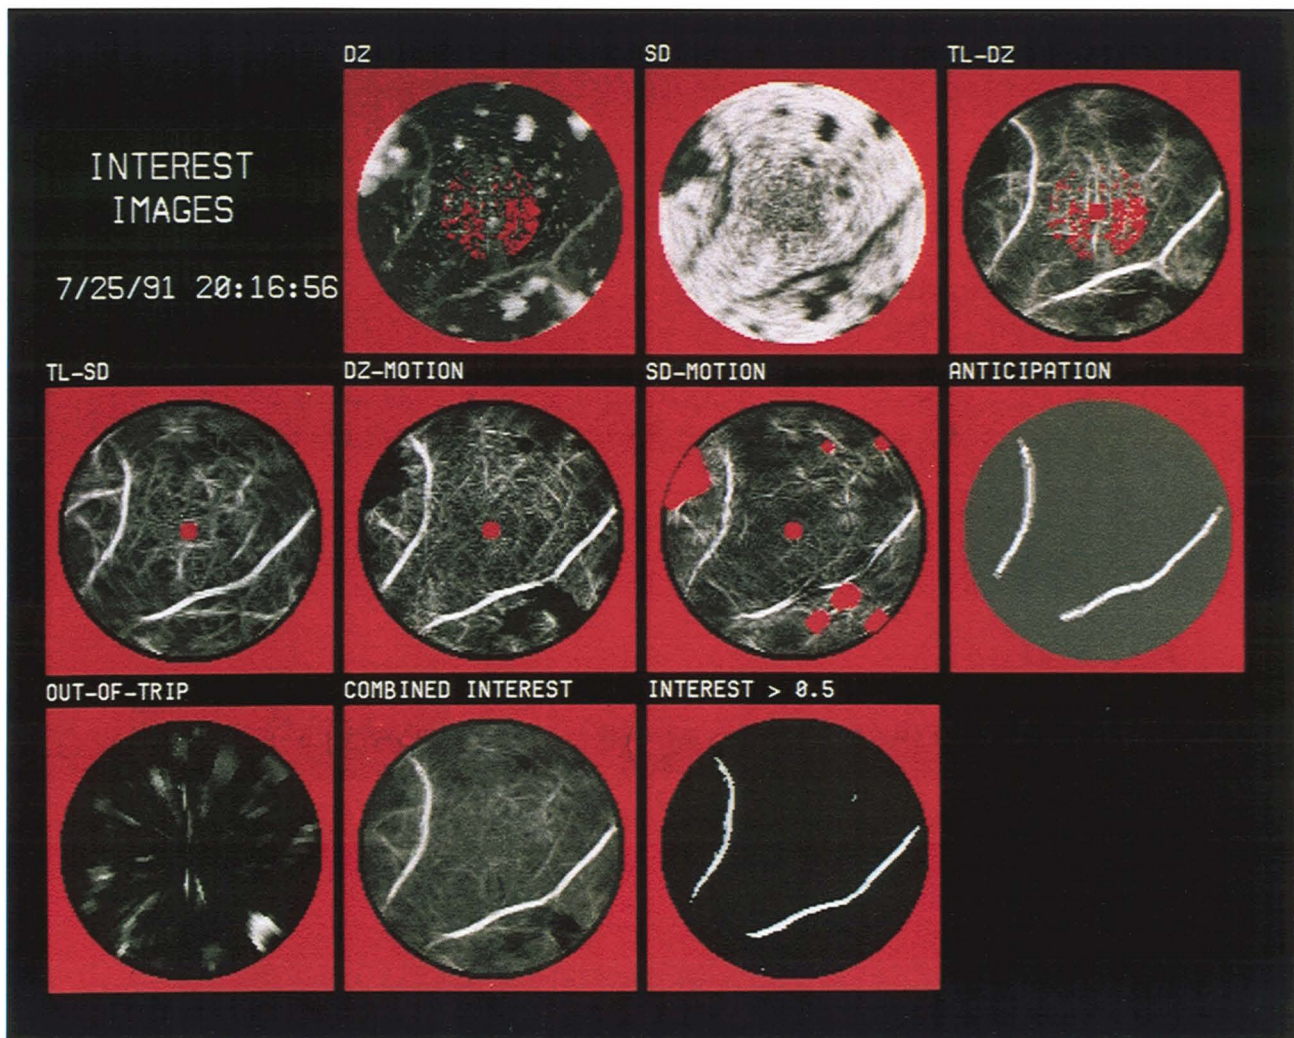 DZ
SD
TL-DZ
INTEREST
IMAGES
7/25/91 20:16:56
TL-SD
DZ-MOTION
SD-MOTION
ANTICIPATION
OUT-OF-TRIP
COMBINED INTEREST
INTEREST > 0.5